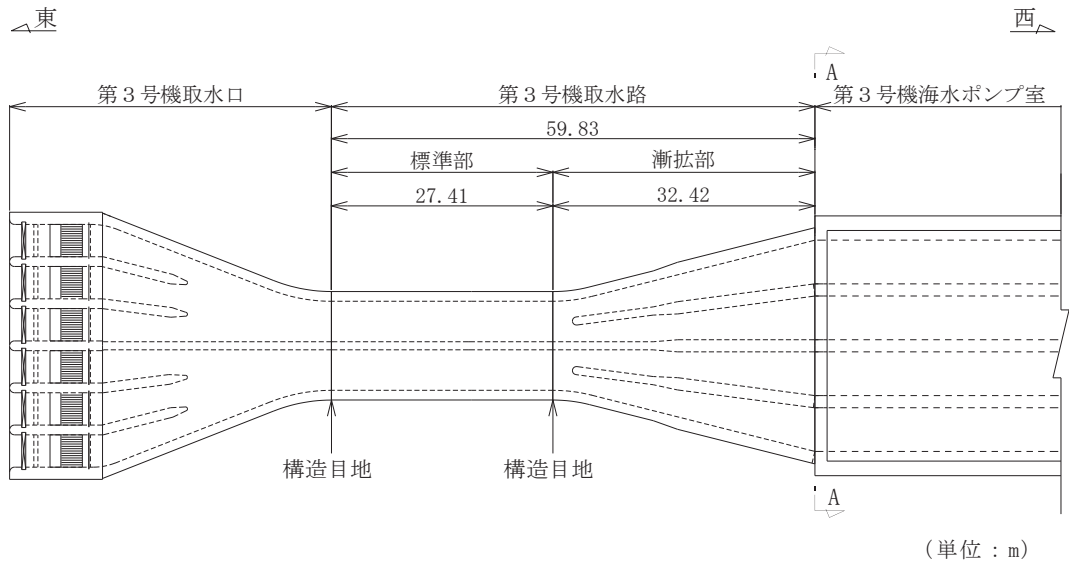 東
西
A
第3号機取水口
第3号機取水路
第3号機海水ポンプ室
59.83
標準部
漸拡部
27.41
32.42
構造目地
構造目地
A
(単位:m)